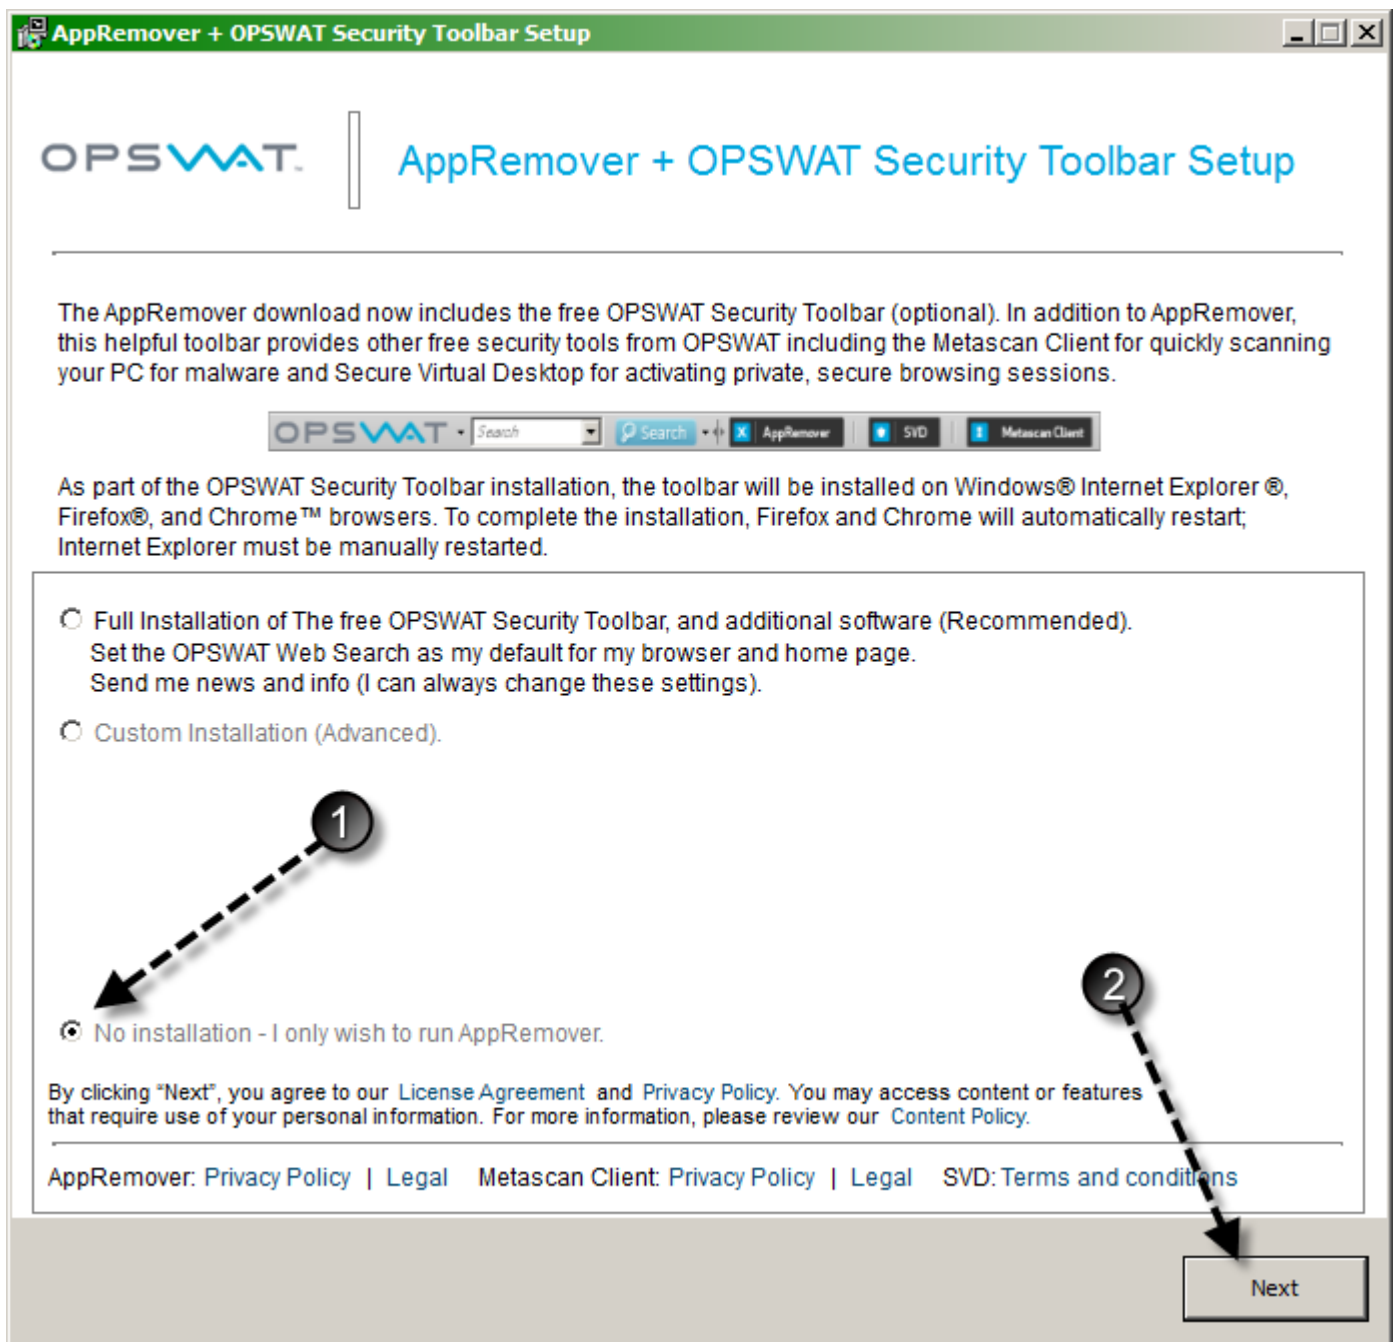 AppRemover + OPSWAT Security Toolbar Setup
OPSWAT™ AppRemover + OPSWAT Security Toolbar Setup
The AppRemover download now includes the free OPSWAT Security Toolbar (optional). In addition to AppRemover,
this helpful toolbar provides other free security tools from OPSWAT including the Metascan Client for quickly scanning
your PC for malware and Secure Virtual Desktop for activating private, secure browsing sessions.
OPSWAT Search Search AppRemover SVD Metascan Client
As part of the OPSWAT Security Toolbar installation, the toolbar will be installed on Windows® Internet Explorer ®,
Firefox®, and Chrome™ browsers. To complete the installation, Firefox and Chrome will automatically restart;
Internet Explorer must be manually restarted.
Full Installation of The free OPSWAT Security Toolbar, and additional software (Recommended).
Set the OPSWAT Web Search as my default for my browser and home page.
Send me news and info (I can always change these settings).
Custom Installation (Advanced).
1
2
No installation - I only wish to run AppRemover.
By clicking “Next”, you agree to our License Agreement and Privacy Policy. You may access content or features
that require use of your personal information. For more information, please review our Content Policy.
AppRemover: Privacy Policy | Legal Metascan Client: Privacy Policy | Legal SVD: Terms and conditions
Next